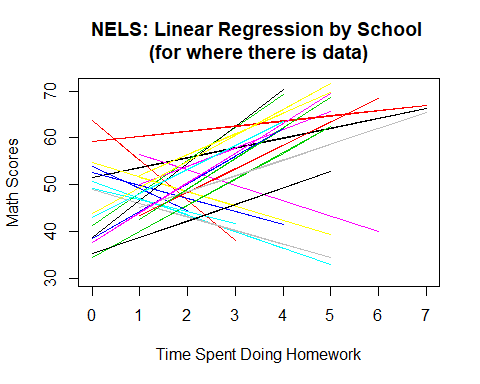 NELS: Linear Regression by School
(for where there is data)
70
60
50
40
30
Math Scores
0 1 2 3 4 5 6 7
Time Spent Doing Homework